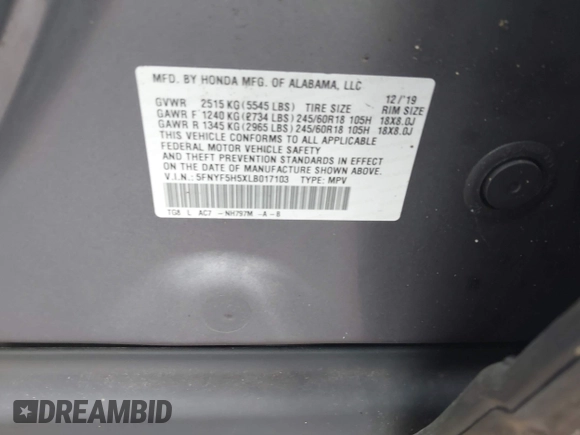 MFD. BY HONDA MFG. OF ALABAMA, LLC
12/'19
GVWR 2515 KG(5545 LBS) TIRE SIZE RIM SIZE
GAWR F 1240 KG(2734 LBS) 245/60R18 105H 18X8.0J
GAWR R 1345 KG(2965 LBS) 245/60R18 105H 18X8.0J
THIS VEHICLE CONFORMS TO ALL APPLICABLE
FEDERAL MOTOR VEHICLE SAFETY
AND THEFT PREVENTION STANDARDS IN EFFECT
ON THE DATE OF MANUFACTURE SHOWN ABOVE.
V.I.N.: 5FNYF5H5XLB017103 TYPE: MPV
TG8 L AC7 -NH797M -A-B
DREAMBID